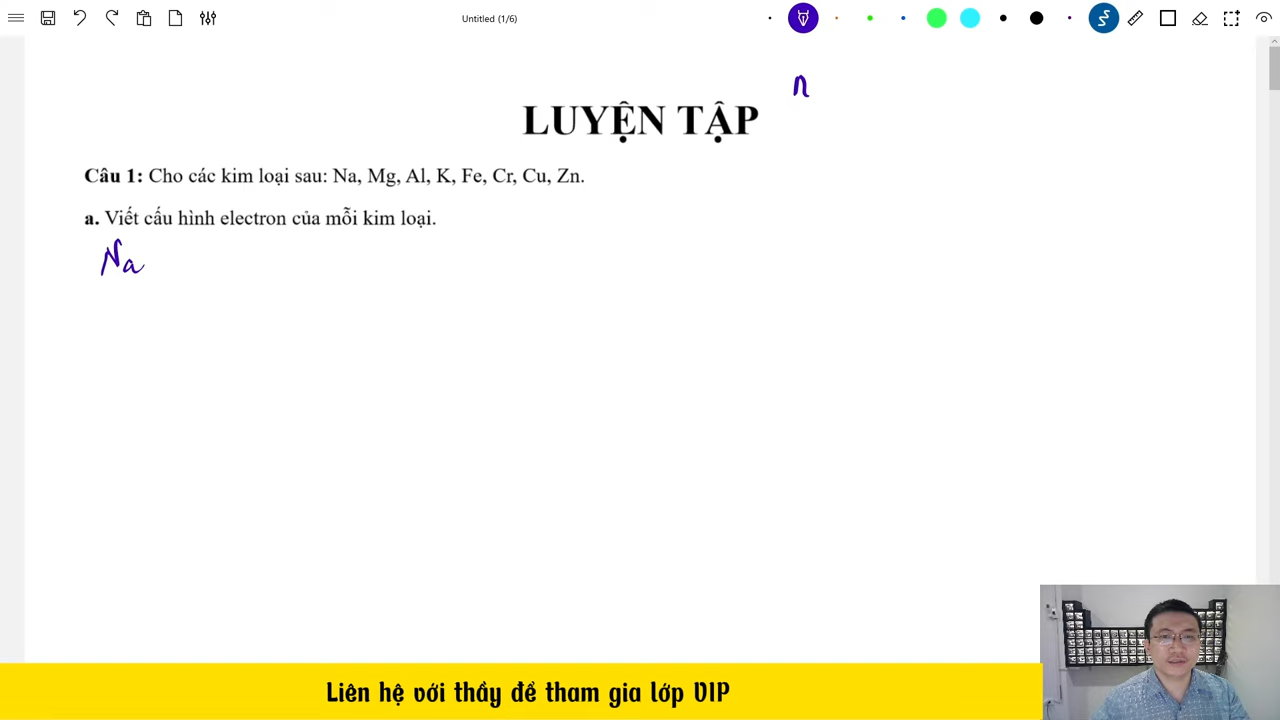 Untitled (1/6)
n
LUYỆN TẬP
Câu 1: Cho các kim loại sau: Na, Mg, Al, K, Fe, Cr, Cu, Zn.
a. Viết cấu hình electron của mỗi kim loại.
Na
Liên hệ với thầy để tham gia lớp VIP